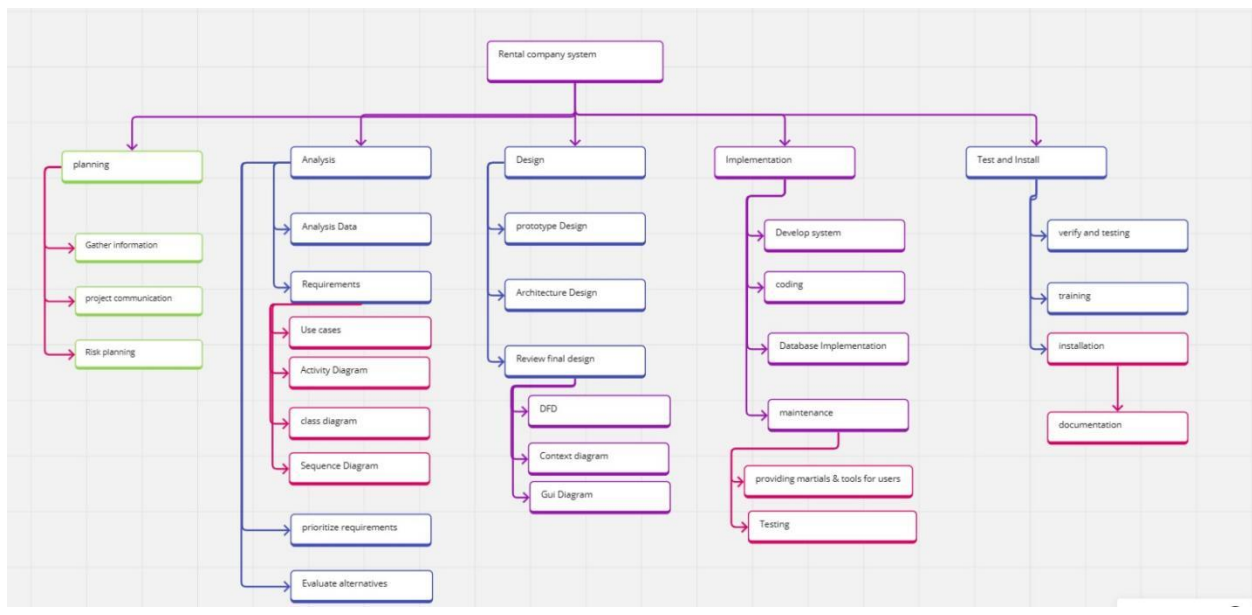 Rental company system
planning
Gather information
project communication
Risk planning
Analysis
Analysis Data
Requirements
Use cases
Activity Diagram
class diagram
Sequence Diagram
prioritize requirements
Evaluate alternatives
Design
prototype Design
Architecture Design
Review final design
DFD
Context diagram
Gui Diagram
Implementation
Develop system
coding
Database Implementation
maintenance
providing martials & tools for users
Testing
Test and Install
verify and testing
training
installation
documentation